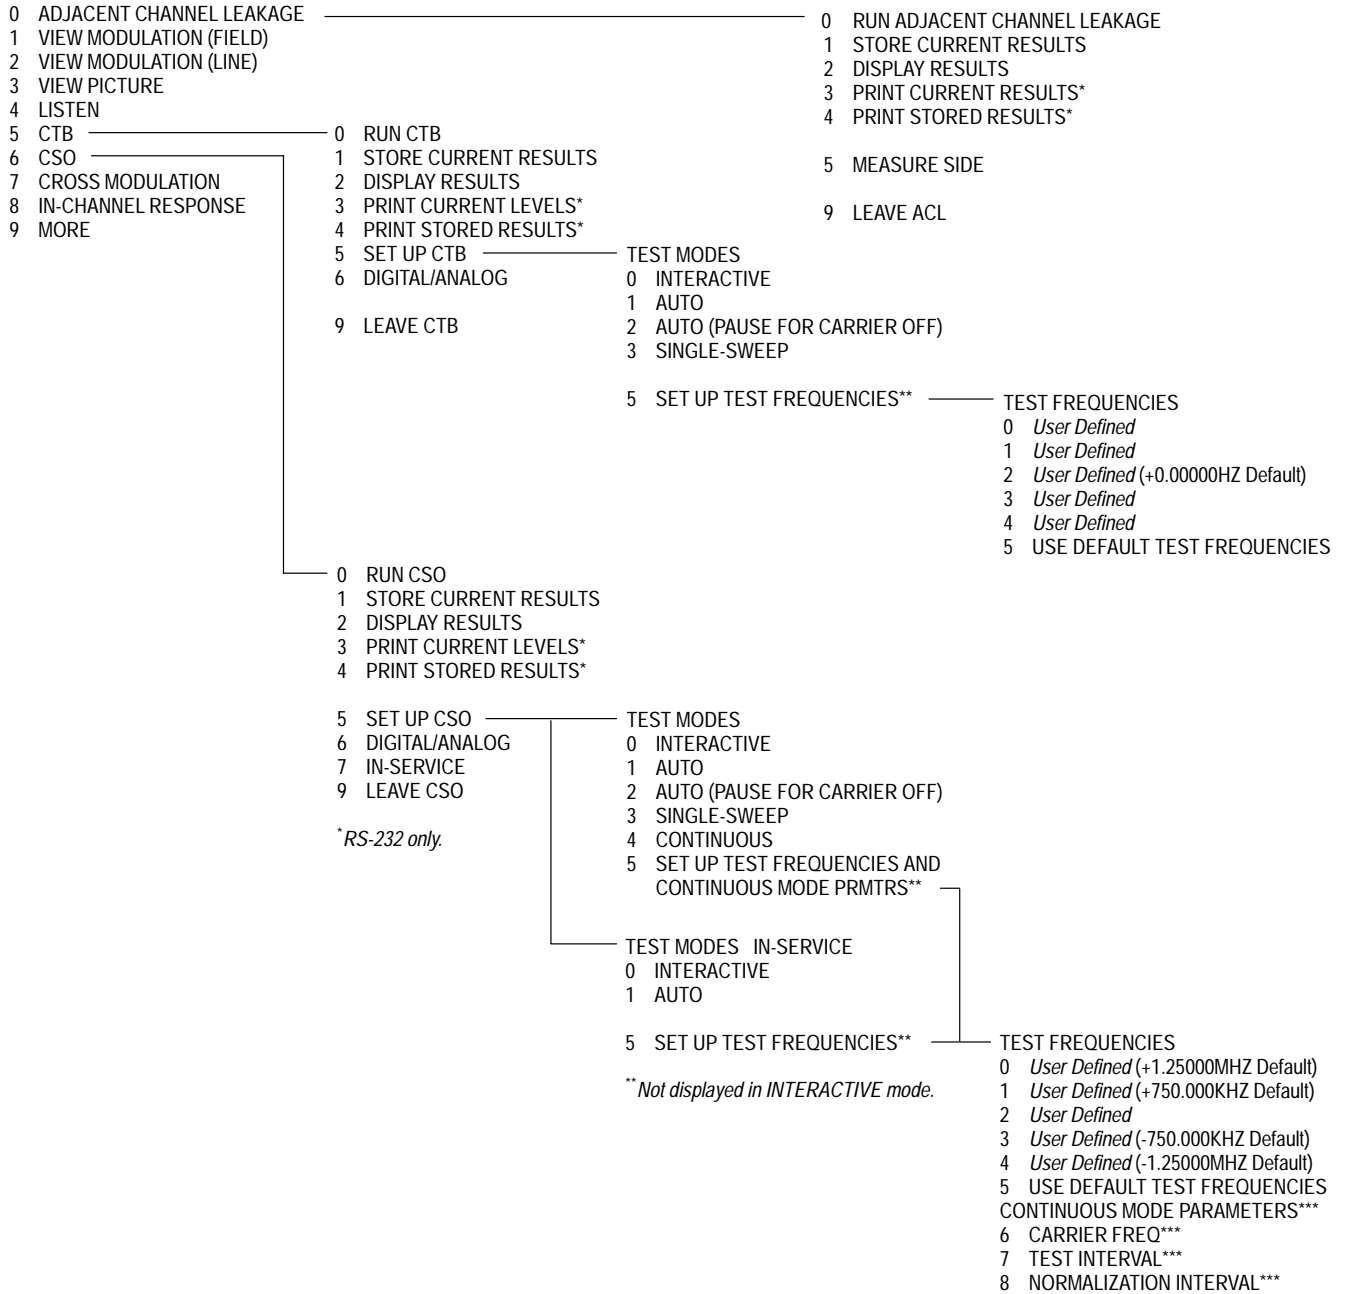 0 ADJACENT CHANNEL LEAKAGE
1 VIEW MODULATION (FIELD)
2 VIEW MODULATION (LINE)
3 VIEW PICTURE
4 LISTEN
5 CTB
6 CSO
7 CROSS MODULATION
8 IN-CHANNEL RESPONSE
9 MORE
0 RUN ADJACENT CHANNEL LEAKAGE
1 STORE CURRENT RESULTS
2 DISPLAY RESULTS
3 PRINT CURRENT RESULTS*
4 PRINT STORED RESULTS*
5 MEASURE SIDE
9 LEAVE ACL
0 RUN CTB
1 STORE CURRENT RESULTS
2 DISPLAY RESULTS
3 PRINT CURRENT LEVELS*
4 PRINT STORED RESULTS*
5 SET UP CTB
6 DIGITAL/ANALOG
9 LEAVE CTB
TEST MODES
0 INTERACTIVE
1 AUTO
2 AUTO (PAUSE FOR CARRIER OFF)
3 SINGLE-SWEEP
5 SET UP TEST FREQUENCIES**
TEST FREQUENCIES
0 User Defined
1 User Defined
2 User Defined (+0.00000HZ Default)
3 User Defined
4 User Defined
5 USE DEFAULT TEST FREQUENCIES
0 RUN CSO
1 STORE CURRENT RESULTS
2 DISPLAY RESULTS
3 PRINT CURRENT LEVELS*
4 PRINT STORED RESULTS*
5 SET UP CSO
6 DIGITAL/ANALOG
7 IN-SERVICE
9 LEAVE CSO
*RS-232 only.
TEST MODES
0 INTERACTIVE
1 AUTO
2 AUTO (PAUSE FOR CARRIER OFF)
3 SINGLE-SWEEP
4 CONTINUOUS
5 SET UP TEST FREQUENCIES AND
CONTINUOUS MODE PRMTRS**
TEST MODES IN-SERVICE
0 INTERACTIVE
1 AUTO
5 SET UP TEST FREQUENCIES**
**Not displayed in INTERACTIVE mode.
TEST FREQUENCIES
0 User Defined (+1.25000MHZ Default)
1 User Defined (+750.000KHZ Default)
2 User Defined
3 User Defined (-750.000KHZ Default)
4 User Defined (-1.25000MHZ Default)
5 USE DEFAULT TEST FREQUENCIES
CONTINUOUS MODE PARAMETERS***
6 CARRIER FREQ***
7 TEST INTERVAL***
8 NORMALIZATION INTERVAL***